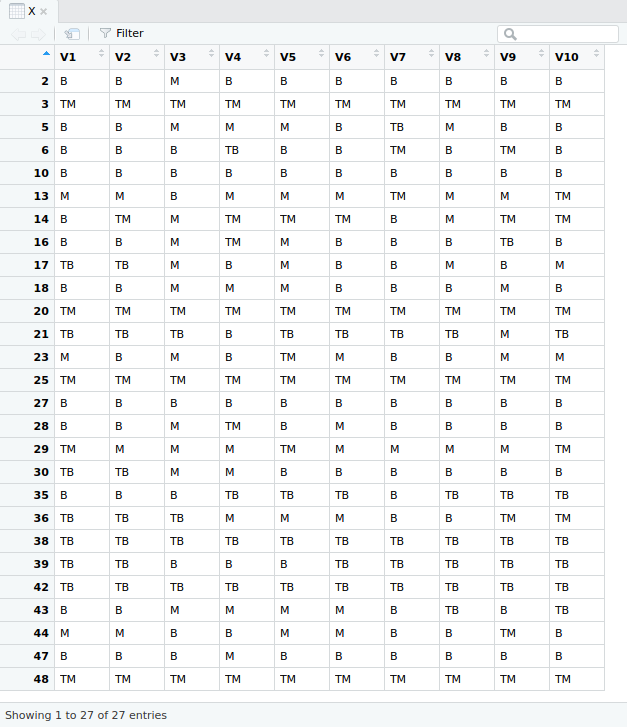 X
Filter
V1 V2 V3 V4 V5 V6 V7 V8 V9 V10
2 B B M B B B B B B B
3 TM TM TM TM TM TM TM TM TM TM
5 B B M M M B TB M B B
6 B B B TB B B TM B TM B
10 B B B B B B B B B B
13 M M B M M M TM M M TM
14 B TM M TM TM TM B M TM TM
16 B B M TM M B B B TB B
17 TB TB M B M B B M B M
18 B B M M M B B B M B
20 TM TM TM TM TM TM TM TM TM TM
21 TB TB TB B TB TB TB TB M TB
23 M B M B TM M B B M M
25 TM TM TM TM TM TM TM TM TM TM
27 B B B B B B B B B B
28 B B M TM B M B B B B
29 TM M M M TM M M M M TM
30 TB TB M M B B B B B B
35 B B B TB TB TB B TB TB TB
36 TB TB TB M M M B B TM TM
38 TB TB TB TB TB TB TB TB TB TB
39 TB TB B B B TB TB TB TB TB
42 TB TB TB TB TB TB TB TB TB TB
43 B B M M M M B TB B TB
44 M M B B M M B B TM B
47 B B B M B B B B B B
48 TM TM TM TM TM TM TM TM TM TM
Showing 1 to 27 of 27 entries